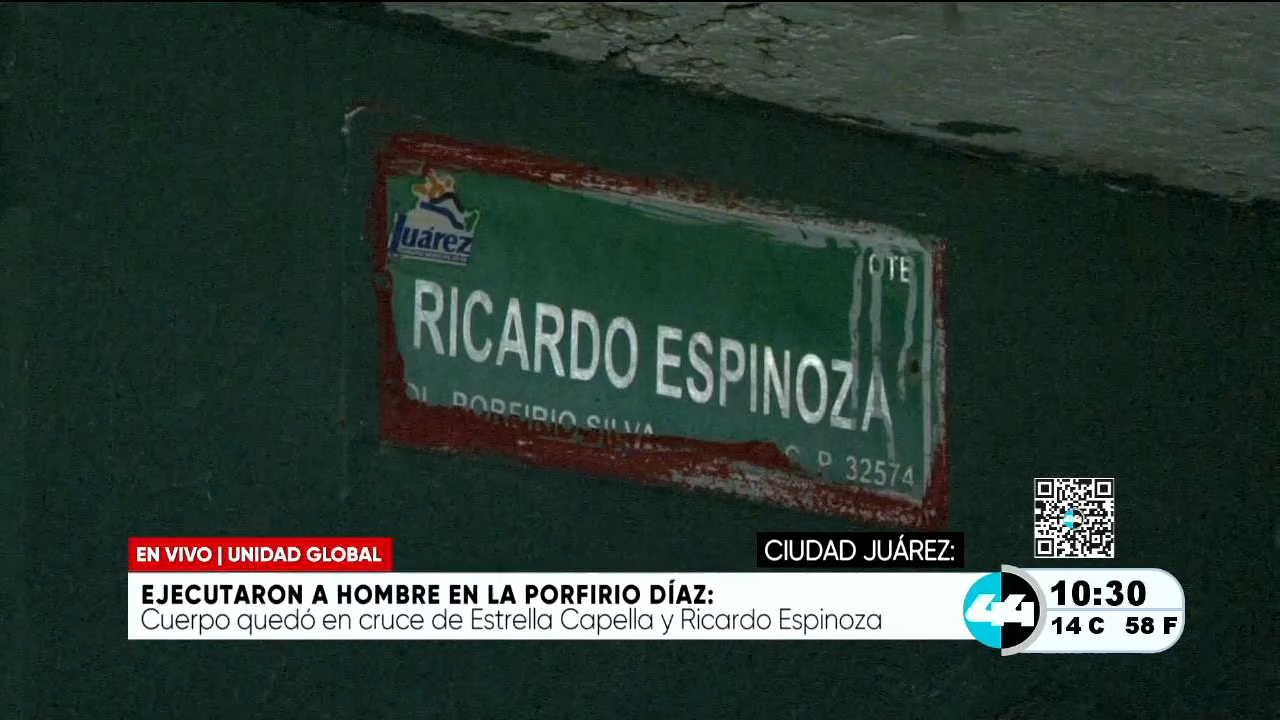 Juárez
OTE
RICARDO ESPINOZA
PORFIRIO SILVA
C.P. 32574
EN VIVO | UNIDAD GLOBAL
CIUDAD JUÁREZ:
EJECUTARON A HOMBRE EN LA PORFIRIO DÍAZ:
Cuerpo quedó en cruce de Estrella Capella y Ricardo Espinoza
44
10:30
14 C 58 F